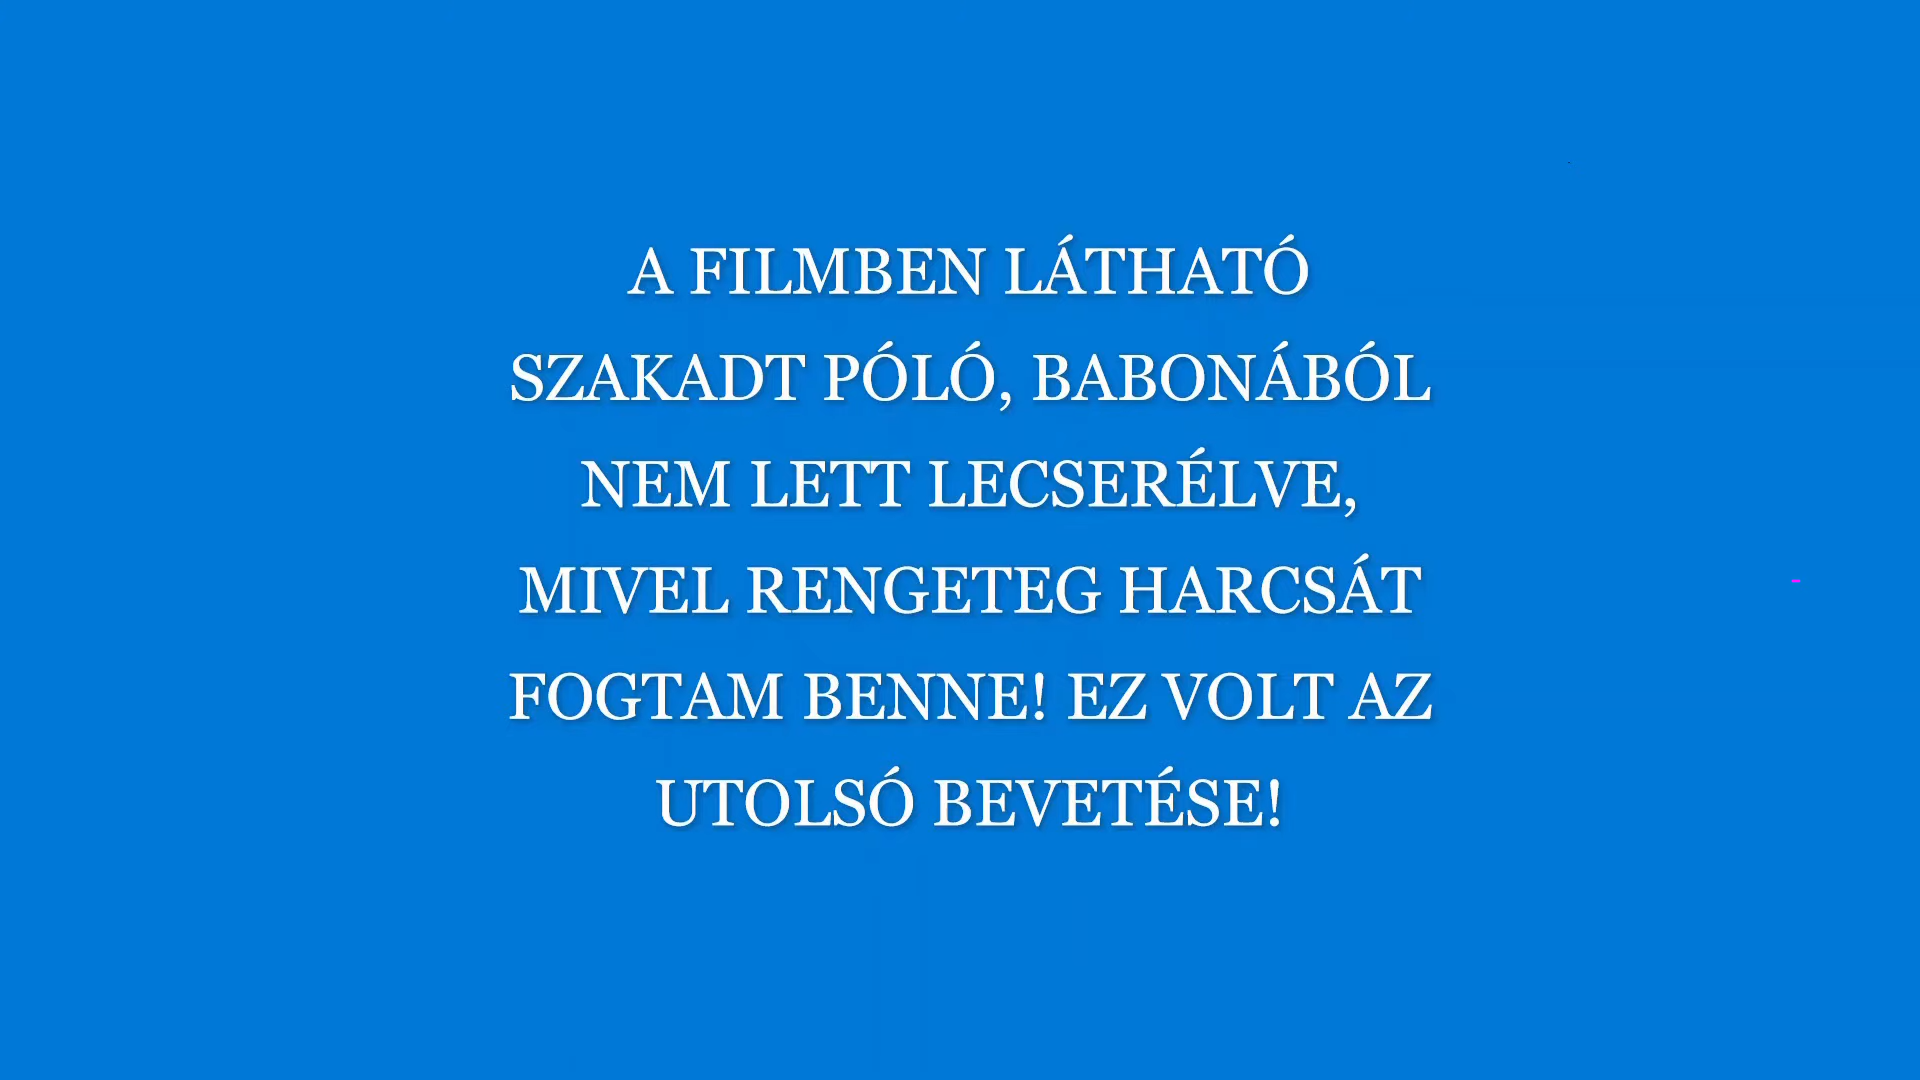 A FILMBEN LÁTHATÓ
SZAKADT PÓLÓ, BABONÁBÓL
NEM LETT LECSERÉLVE,
MIVEL RENGETEG HARCSÁT
FOGTAM BENNE! EZ VOLT AZ
UTOLSÓ BEVETÉSE!